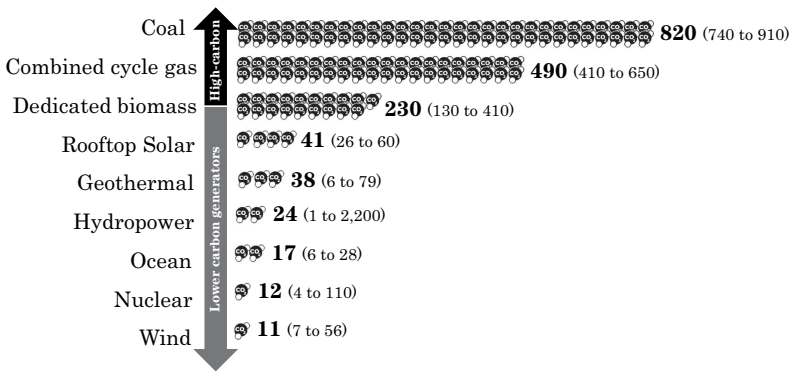 Coal 820 (740 to 910)
Combined cycle gas 490 (410 to 650)
Dedicated biomass 230 (130 to 410)
Rooftop Solar 41 (26 to 60)
Geothermal 38 (6 to 79)
Hydropower 24 (1 to 2,200)
Ocean 17 (6 to 28)
Nuclear 12 (4 to 110)
Wind 11 (7 to 56)
High-carbon
Lower carbon generators